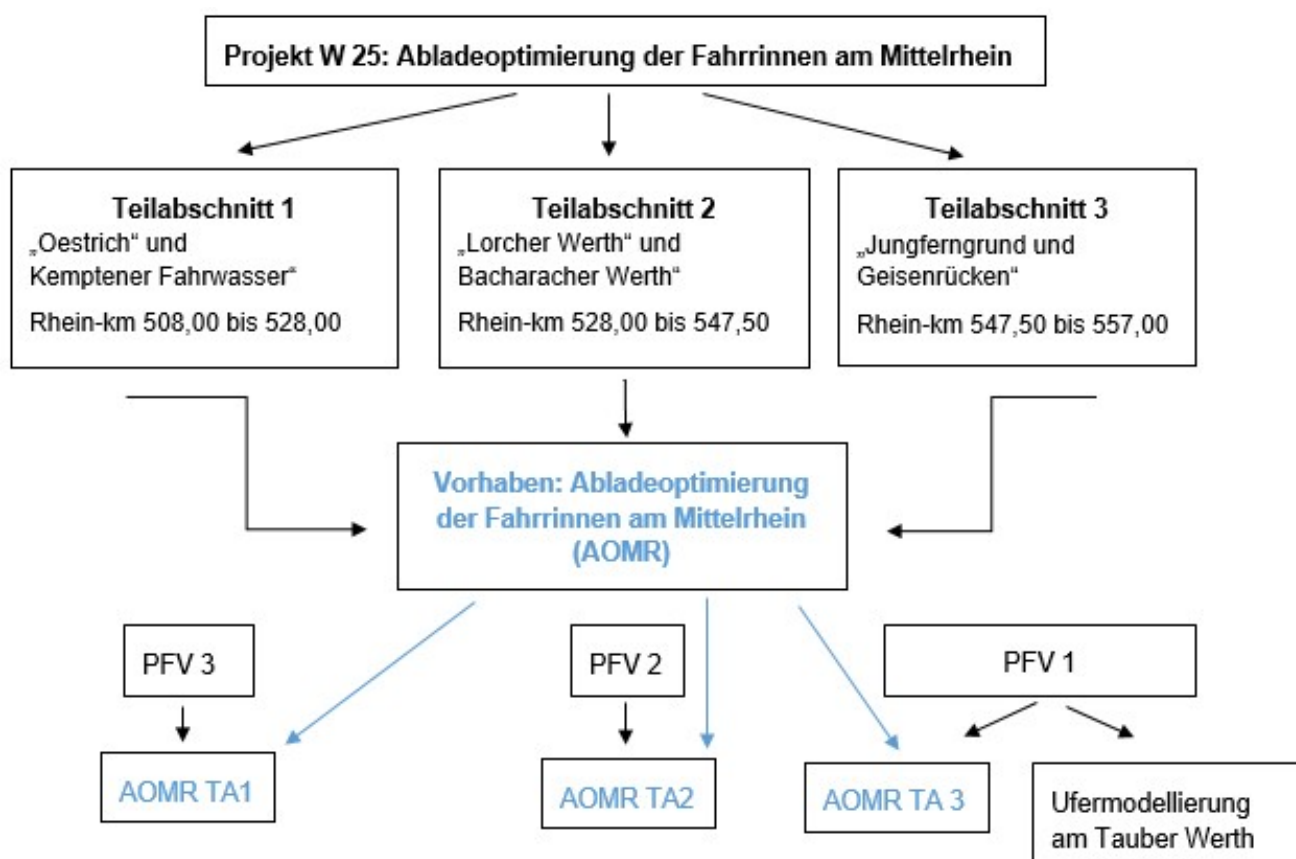 Projekt W 25: Abladeoptimierung der Fahrrinnen am Mittelrhein
Teilabschnitt 1
„Oestrich“ und
Kemptener Fahrwasser“
Rhein-km 508,00 bis 528,00
Teilabschnitt 2
„Lorcher Werth“ und
Bacharacher Werth“
Rhein-km 528,00 bis 547,50
Teilabschnitt 3
„Jungferngrund und
Geisenrücken“
Rhein-km 547,50 bis 557,00
Vorhaben: Abladeoptimierung
der Fahrrinnen am Mittelrhein
(AOMR)
PFV 3
PFV 2
PFV 1
AOMR TA1
AOMR TA2
AOMR TA 3
Ufermodellierung
am Tauber Werth